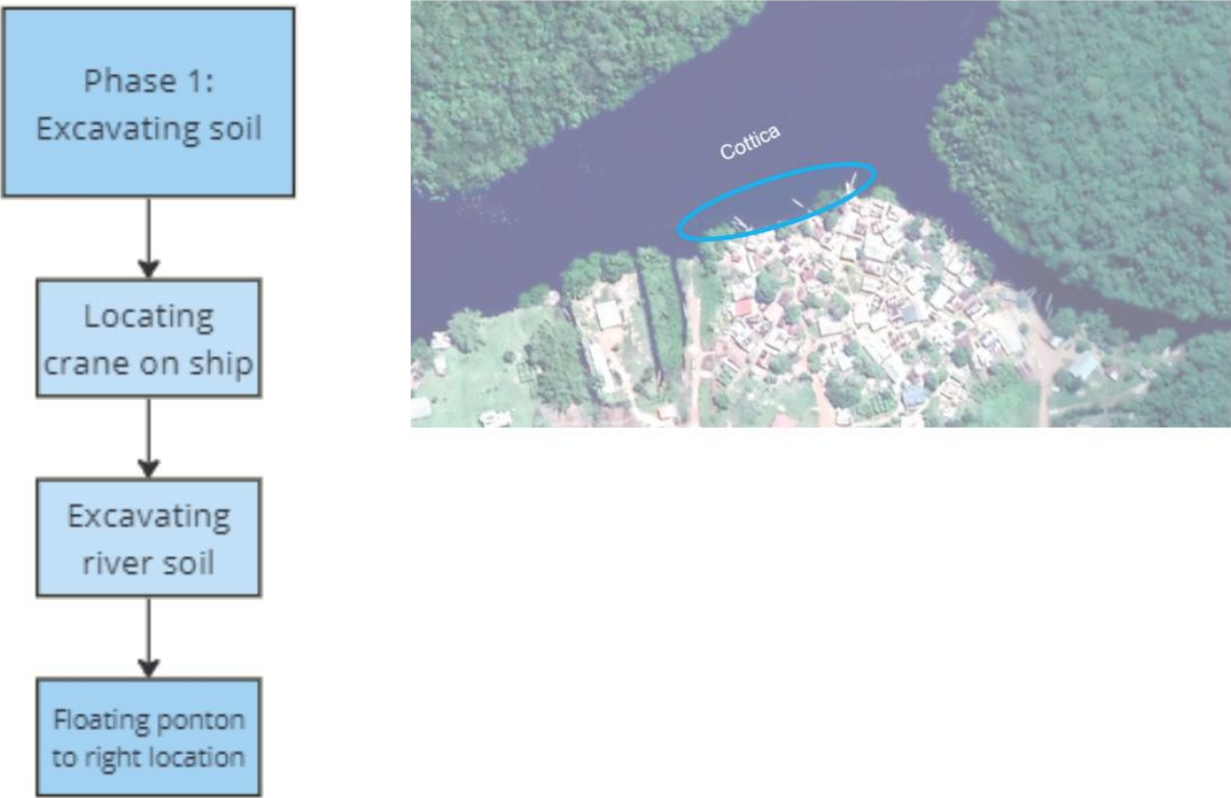 Phase 1:
Excavating soil
Locating
crane on ship
Excavating
river soil
Floating ponton
to right location
Cottica